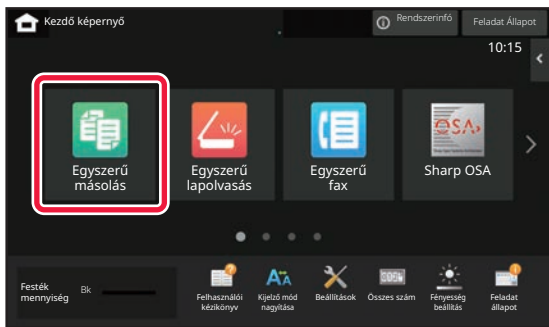 Kezdő képernyő
Rendszerinfó
Feladat Állapot
10:15
Egyszerű
másolás
Egyszerű
lapolvasás
Egyszerű
fax
OSA
Sharp OSA
Festék
mennyiség
Bk
Felhasználói
kézikönyv
Kijelző mód
nagyítása
Beállítások
Összes szám
Fényesség
beállítás
Feladat
állapot